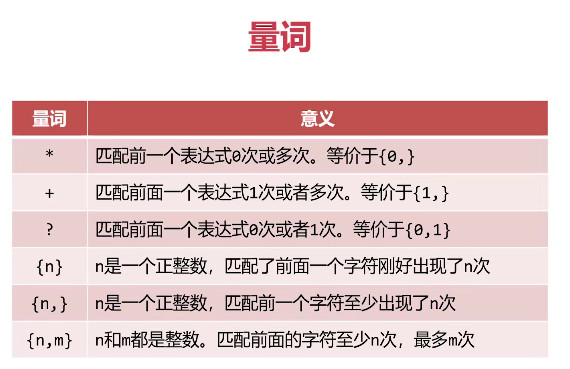 量词
量词 意义
* 匹配前一个表达式0次或多次。等价于{0,}
+ 匹配前面一个表达式1次或者多次。等价于{1,}
? 匹配前面一个表达式0次或者1次。等价于{0,1}
{n} n是一个正整数，匹配了前面一个字符刚好出现了n次
{n,} n是一个正整数，匹配前一个字符至少出现了n次
{n,m} n和m都是整数。匹配前面的字符至少n次，最多m次